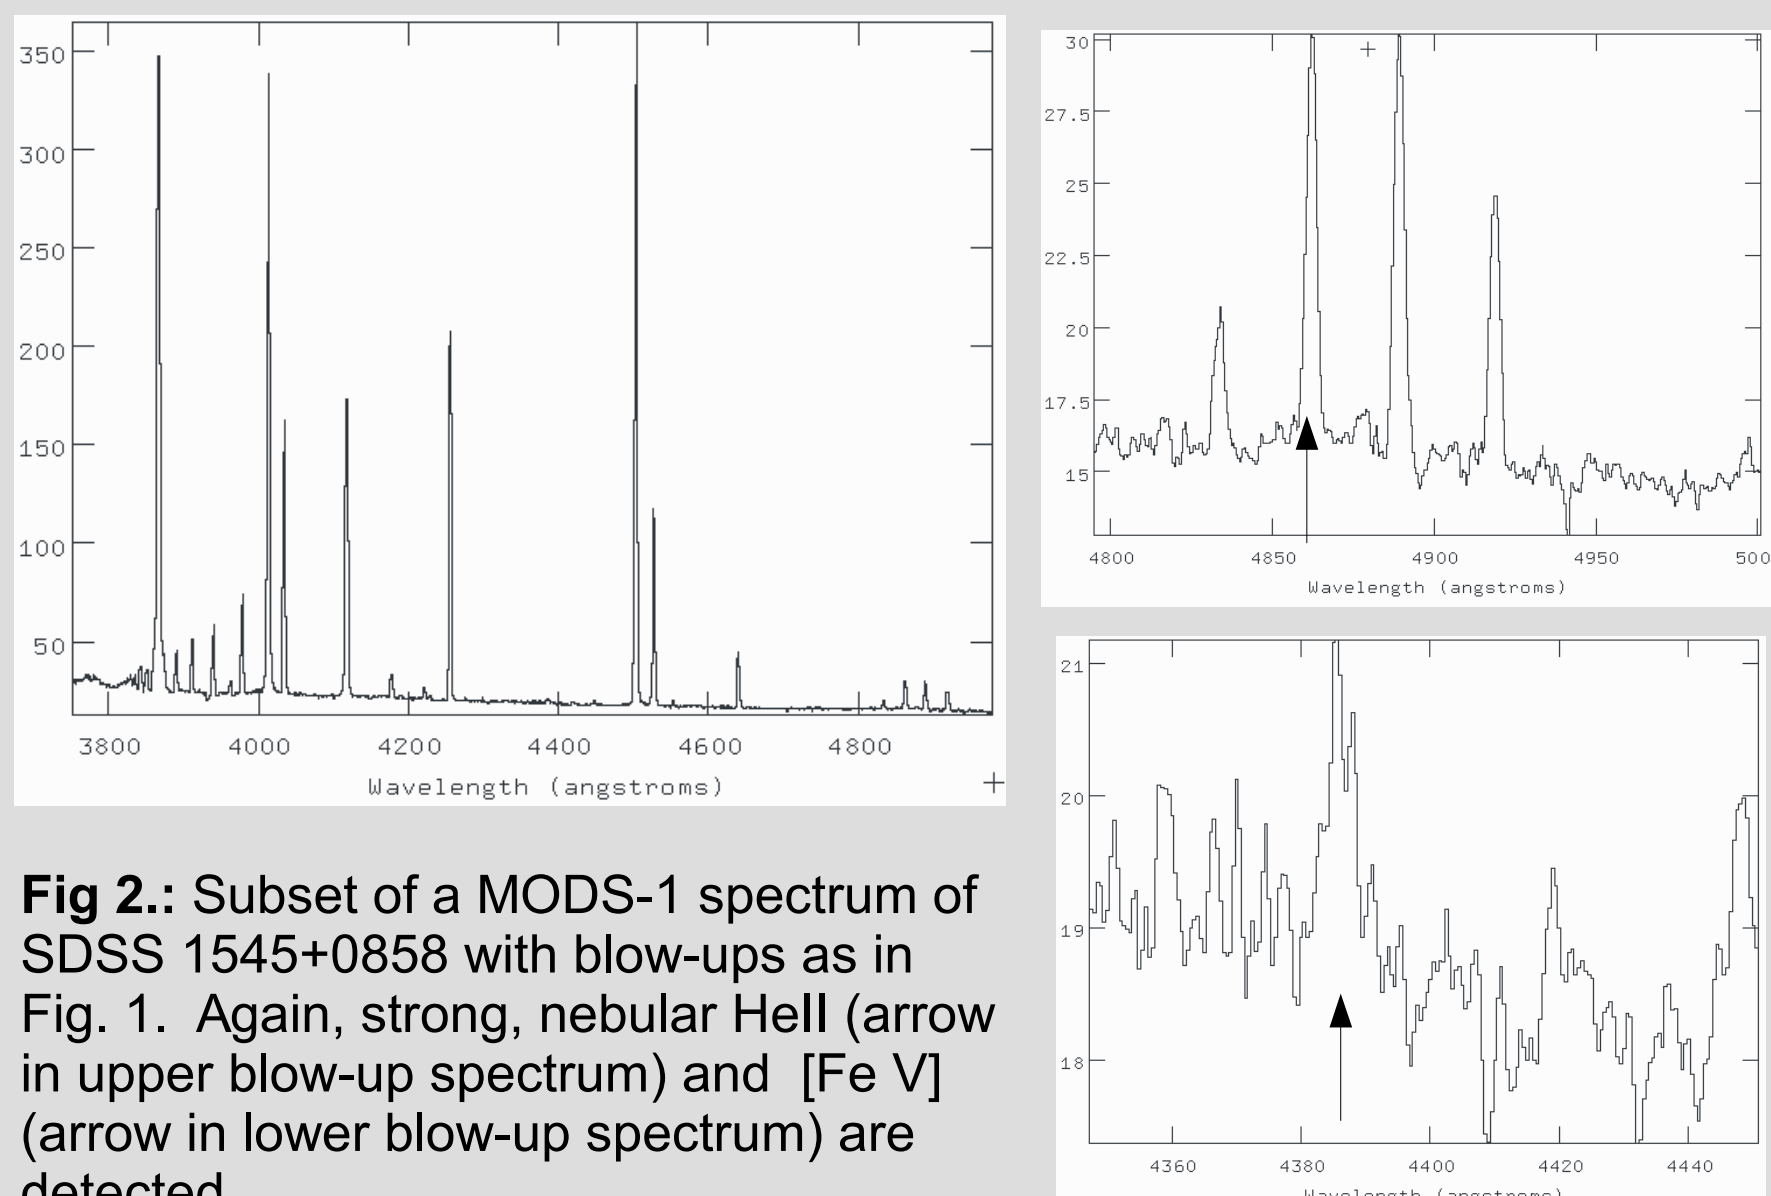 350
300
250
200
150
100
50
3800 4000 4200 4400 4600 4800
Wavelength (angstroms)
30
27.5
25
22.5
20
17.5
15
4800 4850 4900 4950 500
Wavelength (angstroms)
21
20
19
18
4360 4380 4400 4420 4440
Wavelength (angstroms)
Fig 2.: Subset of a MODS-1 spectrum of
SDSS 1545+0858 with blow-ups as in
Fig. 1. Again, strong, nebular HeII (arrow
in upper blow-up spectrum) and [Fe V]
(arrow in lower blow-up spectrum) are
detected